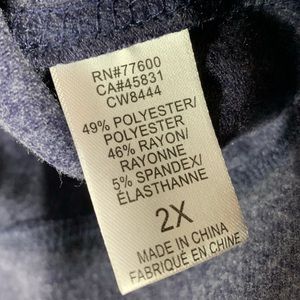 RN#77600
CA#45831
CW8444
49% POLYESTER/
POLYESTER
46% RAYON/
RAYONNE
5% SPANDEX/
ÉLASTHANNE
2X
MADE IN CHINA
FABRIQUÉ EN CHINE